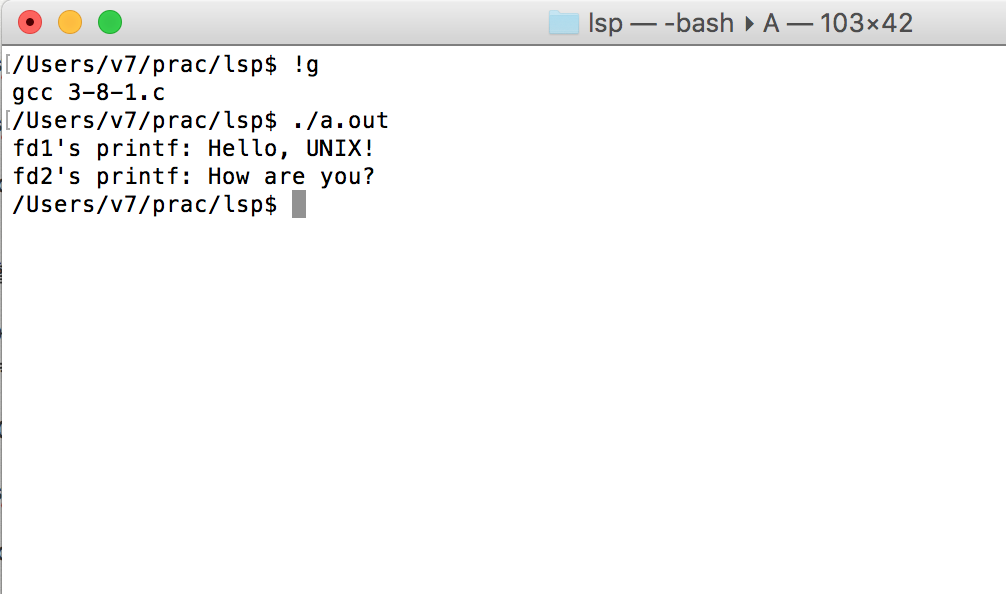 lsp — -bash ▸ A — 103×42
[/Users/v7/prac/lsp$ !g
gcc 3-8-1.c
[/Users/v7/prac/lsp$ ./a.out
fd1's printf: Hello, UNIX!
fd2's printf: How are you?
/Users/v7/prac/lsp$